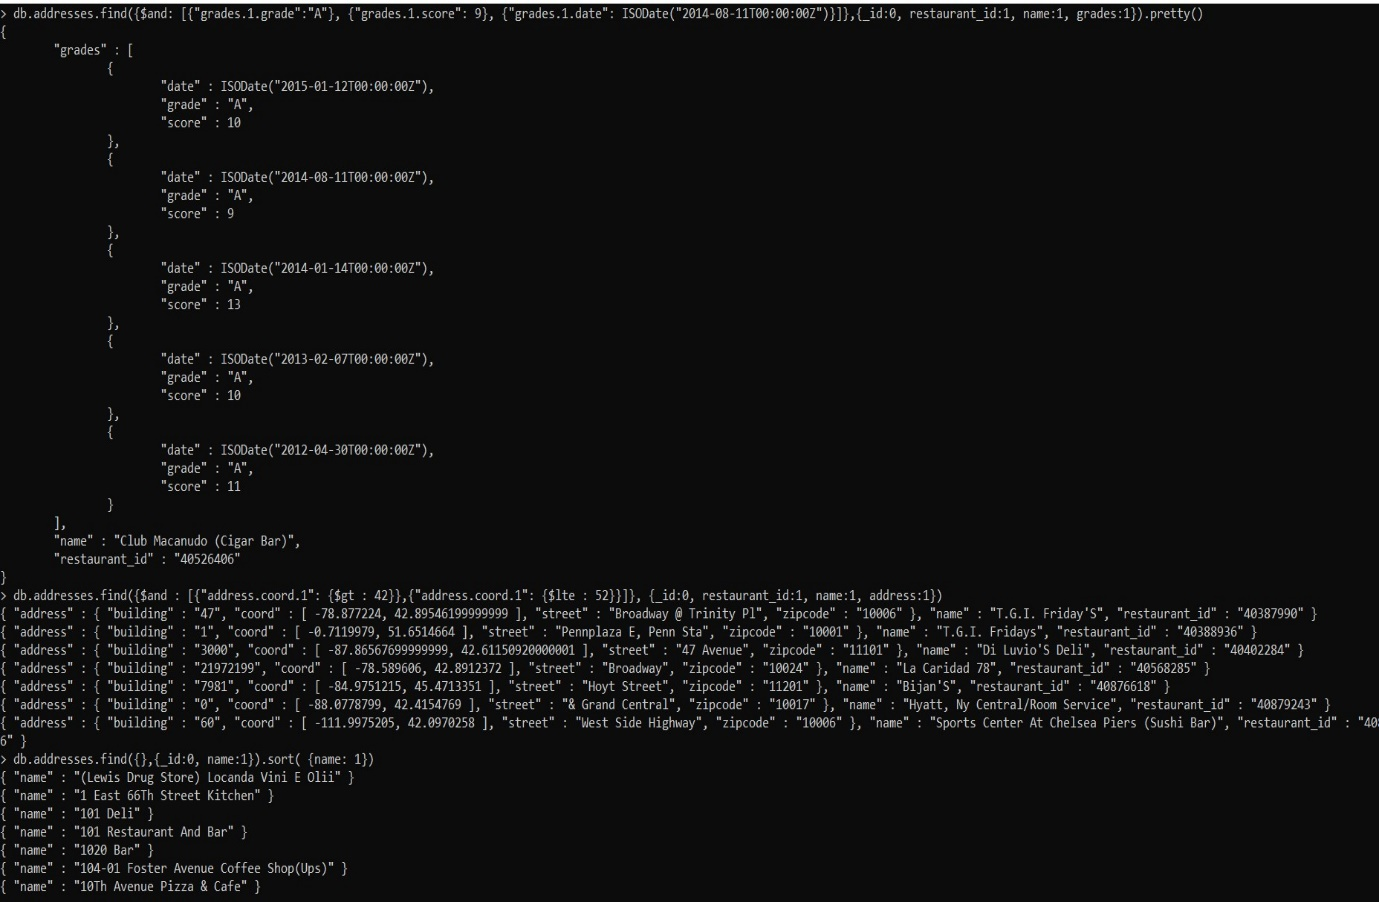 > db.addresses.find({$and: [{"grades.1.grade":"A"}, {"grades.1.score": 9}, {"grades.1.date": ISODate("2014-08-11T00:00:00Z")}]},{_id:0, restaurant_id:1, name:1, grades:1}).pretty()
{
"grades" : [
{
"date" : ISODate("2015-01-12T00:00:00Z"),
"grade" : "A",
"score" : 10
},
{
"date" : ISODate("2014-08-11T00:00:00Z"),
"grade" : "A",
"score" : 9
},
{
"date" : ISODate("2014-01-14T00:00:00Z"),
"grade" : "A",
"score" : 13
},
{
"date" : ISODate("2013-02-07T00:00:00Z"),
"grade" : "A",
"score" : 10
},
{
"date" : ISODate("2012-04-30T00:00:00Z"),
"grade" : "A",
"score" : 11
}
],
"name" : "Club Macanudo (Cigar Bar)",
"restaurant_id" : "40526406"
}
> db.addresses.find({$and : [{"address.coord.1": {$gt : 42}},{"address.coord.1": {$lte : 52}}]}, {_id:0, restaurant_id:1, name:1, address:1})
{ "address" : { "building" : "47", "coord" : [ -78.877224, 42.89546199999999 ], "street" : "Broadway @ Trinity Pl", "zipcode" : "10006" }, "name" : "T.G.I. Friday'S", "restaurant_id" : "40387990" }
{ "address" : { "building" : "1", "coord" : [ -0.7119979, 51.6514664 ], "street" : "Pennplaza E, Penn Sta", "zipcode" : "10001" }, "name" : "T.G.I. Fridays", "restaurant_id" : "40388936" }
{ "address" : { "building" : "3000", "coord" : [ -87.86567699999999, 42.61150920000001 ], "street" : "47 Avenue", "zipcode" : "11101" }, "name" : "Di Luvio'S Deli", "restaurant_id" : "40402284" }
{ "address" : { "building" : "21972199", "coord" : [ -78.589606, 42.8912372 ], "street" : "Broadway", "zipcode" : "10024" }, "name" : "La Caridad 78", "restaurant_id" : "40568285" }
{ "address" : { "building" : "7981", "coord" : [ -84.9751215, 45.4713351 ], "street" : "Hoyt Street", "zipcode" : "11201" }, "name" : "Bijan'S", "restaurant_id" : "40876618" }
{ "address" : { "building" : "0", "coord" : [ -88.0778799, 42.4154769 ], "street" : "& Grand Central", "zipcode" : "10017" }, "name" : "Hyatt, Ny Central/Room Service", "restaurant_id" : "40879243" }
{ "address" : { "building" : "60", "coord" : [ -111.9975205, 42.0970258 ], "street" : "West Side Highway", "zipcode" : "10006" }, "name" : "Sports Center At Chelsea Piers (Sushi Bar)", "restaurant_id" : "40
6" }
> db.addresses.find({},{_id:0, name:1}).sort( {name: 1})
{ "name" : "(Lewis Drug Store) Locanda Vini E Olii" }
{ "name" : "1 East 66Th Street Kitchen" }
{ "name" : "101 Deli" }
{ "name" : "101 Restaurant And Bar" }
{ "name" : "1020 Bar" }
{ "name" : "104-01 Foster Avenue Coffee Shop(Ups)" }
{ "name" : "10Th Avenue Pizza & Cafe" }